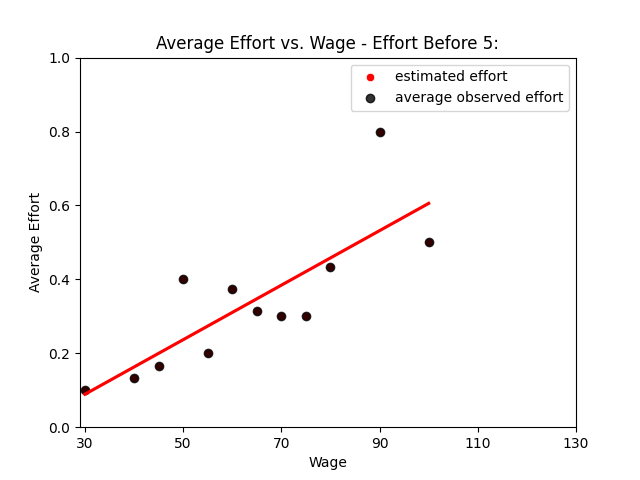 Average Effort vs. Wage - Effort Before 5:
estimated effort
average observed effort
1.0
0.8
0.6
0.4
0.2
0.0
Average Effort
30 50 70 90 110 130
Wage